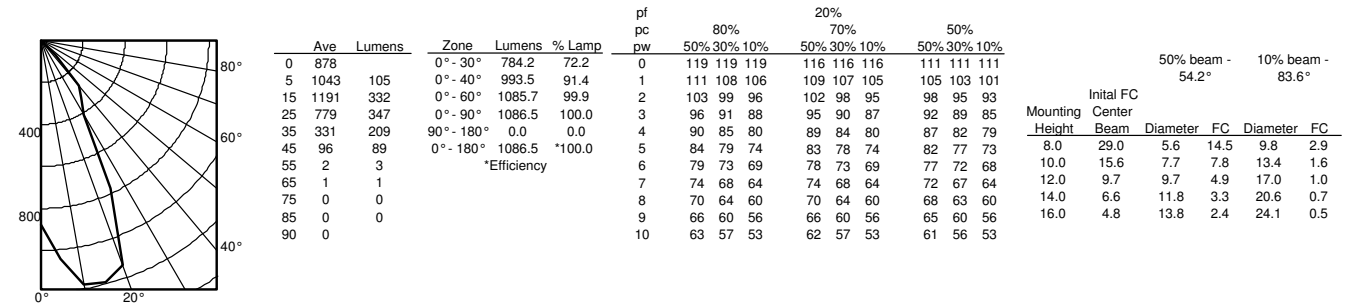 80°
60°
40°
400
800
0° 20°
Ave Lumens
0 878
5 1043 105
15 1191 332
25 779 347
35 331 209
45 96 89
55 2 3
65 1 1
75 0 0
85 0 0
90 0
Zone Lumens % Lamp
0°- 30° 784.2 72.2
0°- 40° 993.5 91.4
0°- 60° 1085.7 99.9
0°- 90° 1086.5 100.0
90°- 180° 0.0 0.0
0°- 180° 1086.5 *100.0
*Efficiency
pf 20%
pc 80% 70% 50%
pw 50% 30% 10% 50% 30% 10% 50% 30% 10%
0 119 119 119 116 116 116 111 111 111
1 111 108 106 109 107 105 105 103 101
2 103 99 96 102 98 95 98 95 93
3 96 91 88 95 90 87 92 89 85
4 90 85 80 89 84 80 87 82 79
5 84 79 74 83 78 74 82 77 73
6 79 73 69 78 73 69 77 72 68
7 74 68 64 74 68 64 72 67 64
8 70 64 60 70 64 60 68 63 60
9 66 60 56 66 60 56 65 60 56
10 63 57 53 62 57 53 61 56 53
50% beam - 10% beam -
54.2° 83.6°
Inital FC
Mounting Center
Height Beam Diameter FC Diameter FC
8.0 29.0 5.6 14.5 9.8 2.9
10.0 15.6 7.7 7.8 13.4 1.6
12.0 9.7 9.7 4.9 17.0 1.0
14.0 6.6 11.8 3.3 20.6 0.7
16.0 4.8 13.8 2.4 24.1 0.5